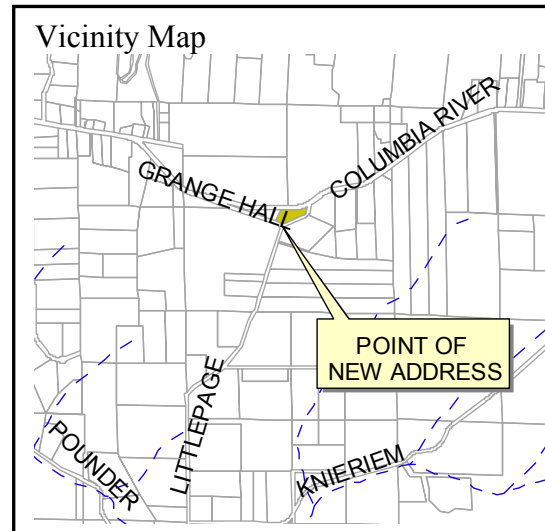 Vicinity Map
COLUMBIA RIVER
GRANGE HALL
POINT OF
NEW ADDRESS
LITTLEPAGE
POUNDER
KNIERIEM